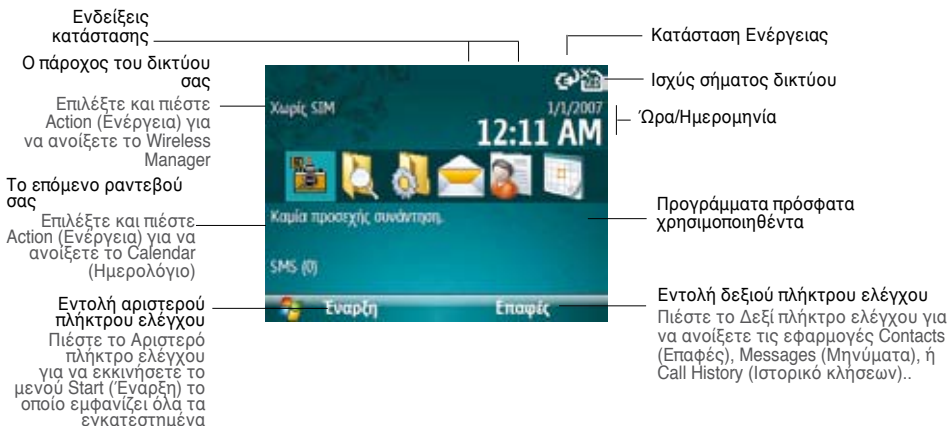 Ενδείξεις
κατάστασης
Ο πάροχος του δικτύου
σας
Επιλέξτε και πιέστε
Action (Ενέργεια) για
να ανοίξετε το Wireless
Manager
Το επόμενο ραντεβού
σας
Επιλέξτε και πιέστε
Action (Ενέργεια) για να
ανοίξετε το Calendar
(Ημερολόγιο)
Εντολή αριστερού
πλήκτρου ελέγχου
Πιέστε το Αριστερό
πλήκτρο ελέγχου
για να εκκινήσετε το
μενού Start (Έναρξη) το
οποίο εμφανίζει όλα τα
εγκατεστημένα
Χωρίς SIM
1/1/2007
12:11 AM
Καμία προσεχής συνάντηση.
SMS (0)
Έναρξη
Επαφές
Κατάσταση Ενέργειας
Ισχύς σήματος δικτύου
Ώρα/Ημερομηνία
Προγράμματα πρόσφατα
χρησιμοποιηθέντα
Εντολή δεξιού πλήκτρου ελέγχου
Πιέστε το Δεξί πλήκτρο ελέγχου για
να ανοίξετε τις εφαρμογές Contacts
(Επαφές), Messages (Μηνύματα), ή
Call History (Ιστορικό κλήσεων)..